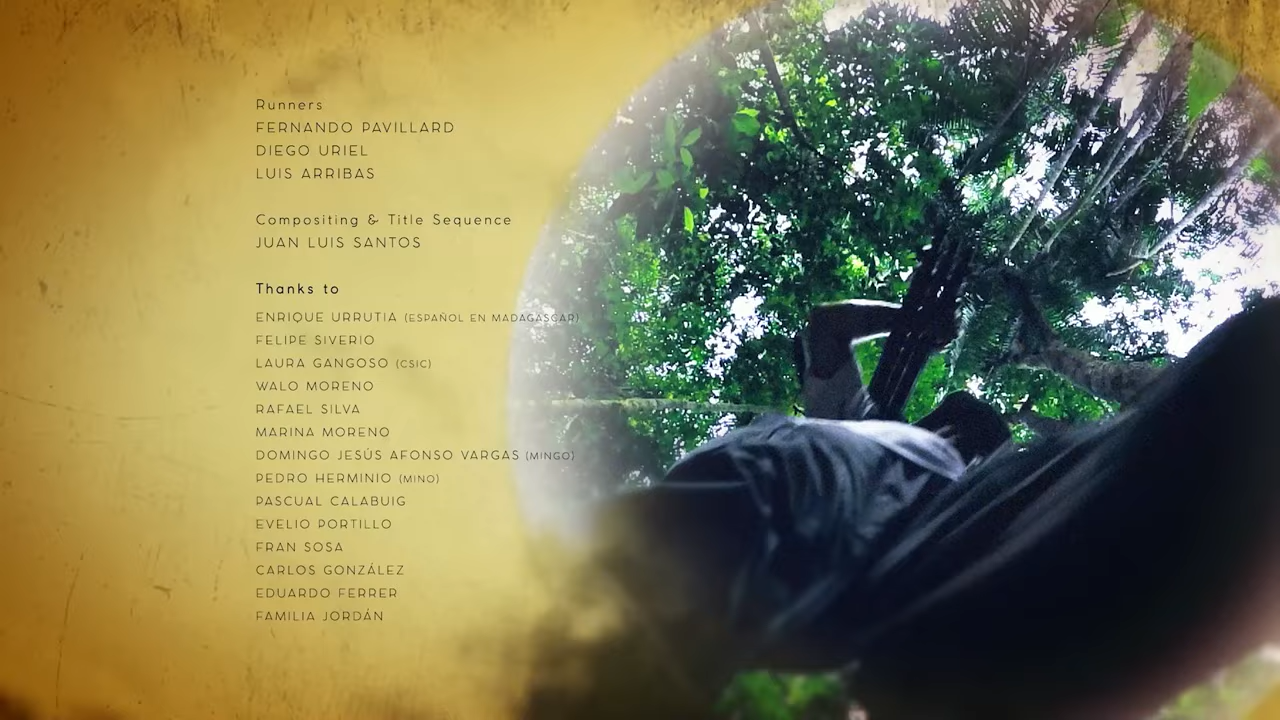 Runners
FERNANDO PAVILLARD
DIEGO URIEL
LUIS ARRIBAS
Compositing & Title Sequence
JUAN LUIS SANTOS
Thanks to
ENRIQUE URRUTIA (ESPAÑOL EN MADAGASCAR)
FELIPE SIVERIO
LAURA GANGOSO (CSIC)
WALO MORENO
RAFAEL SILVA
MARINA MORENO
DOMINGO JESÚS AFONSO VARGAS (MINGO)
PEDRO HERMINIO (MINO)
PASCUAL CALABUIG
EVELIO PORTILLO
FRAN SOSA
CARLOS GONZÁLEZ
EDUARDO FERRER
FAMILIA JORDÁN